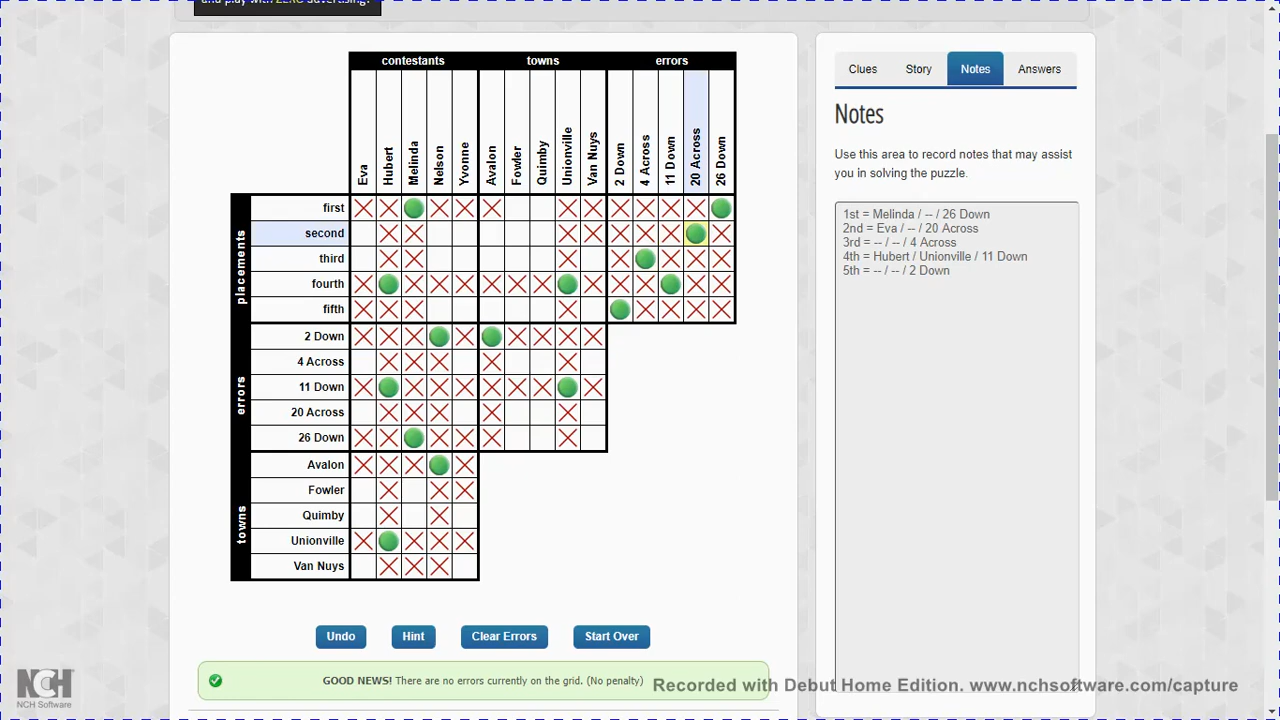 and play with ZERO advertising!
contestants towns errors
Eva Hubert Melinda Nelson Yvonne Avalon Fowler Quimby Unionville Van Nuys 2 Down 4 Across 11 Down 20 Across 26 Down
placements
first
second
third
fourth
fifth
errors
2 Down
4 Across
11 Down
20 Across
26 Down
towns
Avalon
Fowler
Quimby
Unionville
Van Nuys
Undo Hint Clear Errors Start Over
GOOD NEWS! There are no errors currently on the grid. (No penalty)
Clues Story Notes Answers
Notes
Use this area to record notes that may assist
you in solving the puzzle.
1st = Melinda / -- / 26 Down
2nd = Eva / -- / 20 Across
3rd = -- / -- / 4 Across
4th = Hubert / Unionville / 11 Down
5th = -- / -- / 2 Down
NCH
NCH Software
Recorded with Debut Home Edition. www.nchsoftware.com/capture